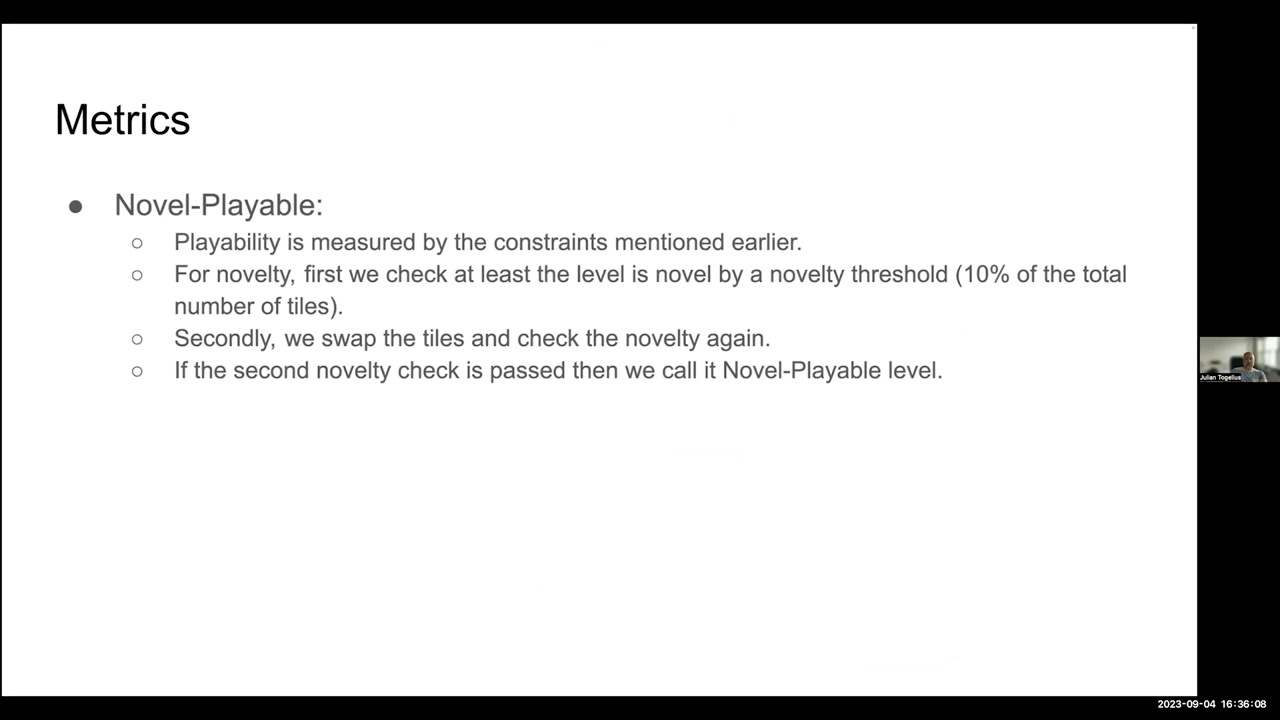 Metrics
● Novel-Playable:
○ Playability is measured by the constraints mentioned earlier.
○ For novelty, first we check at least the level is novel by a novelty threshold (10% of the total
number of tiles).
○ Secondly, we swap the tiles and check the novelty again.
○ If the second novelty check is passed then we call it Novel-Playable level.
Julian Togelius
2023-09-04 16:36:08